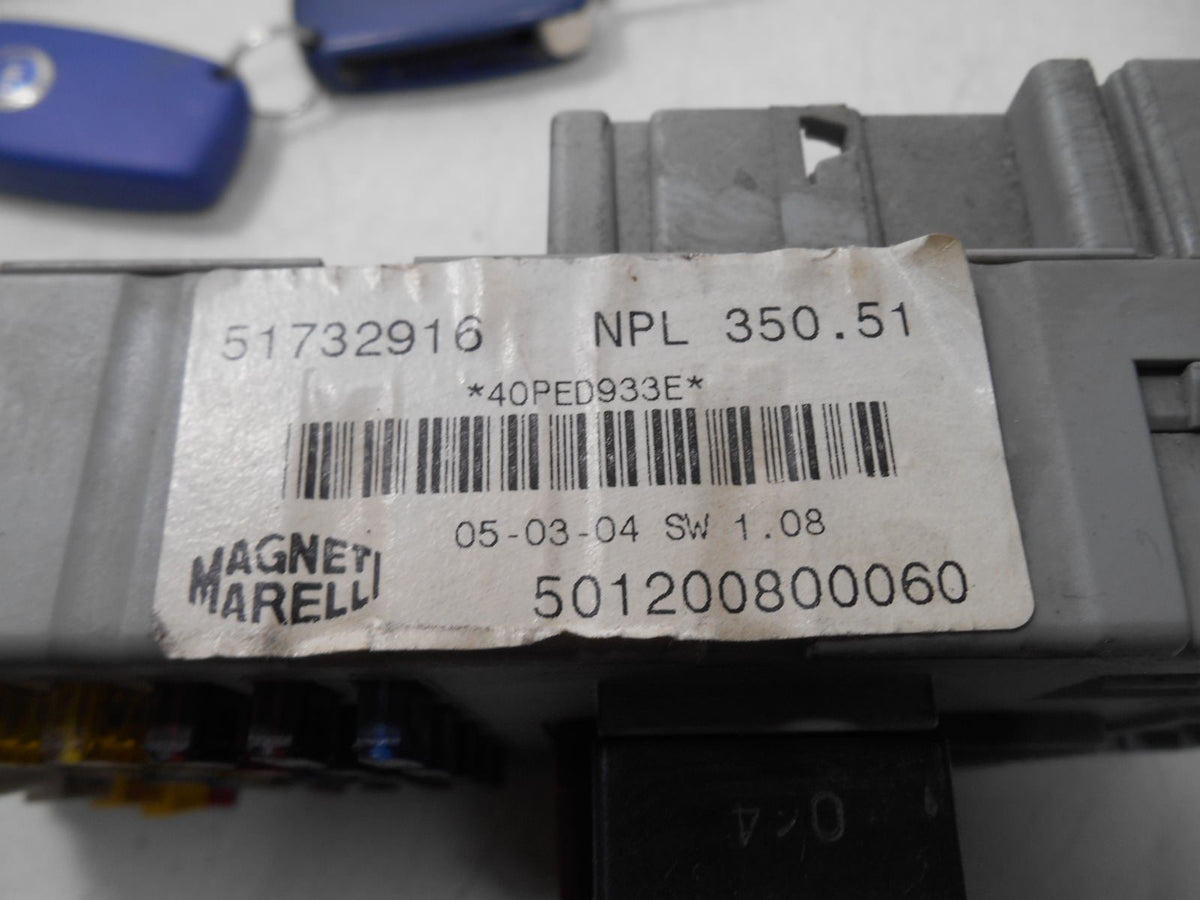 51732916 NPL 350.51
*40PED933E*
05-03-04 SW 1.08
MAGNETI
MARELLI
501200800060